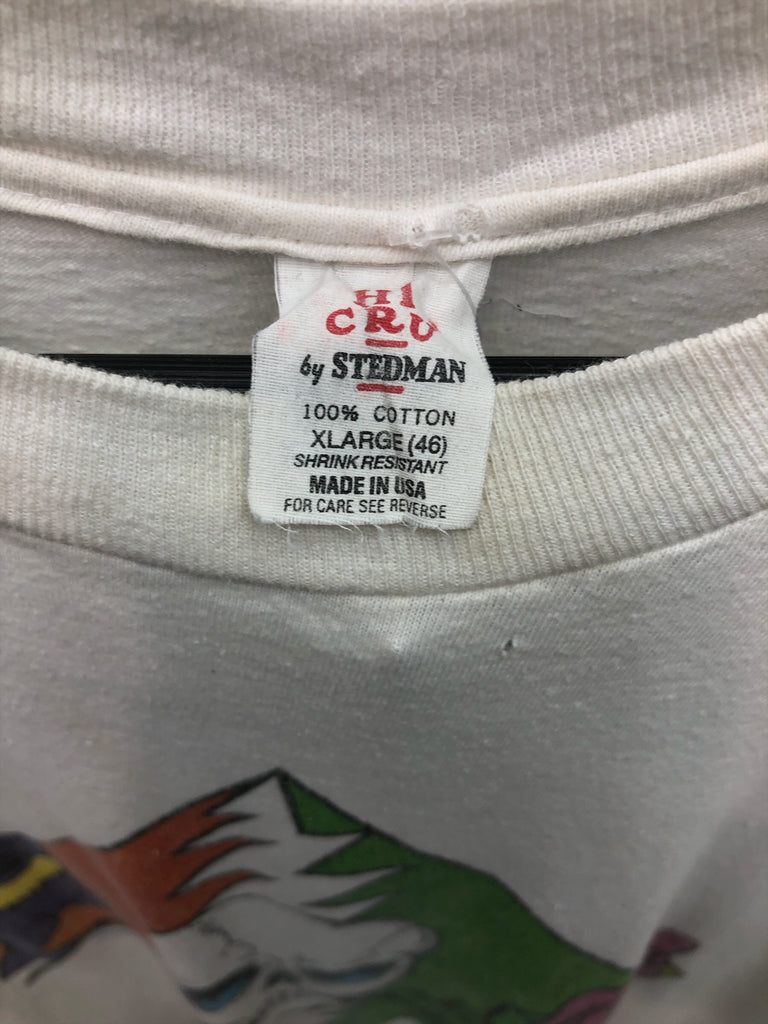 HI
CRU
by STEDMAN
100% COTTON
XLARGE (46)
SHRINK RESISTANT
MADE IN USA
FOR CARE SEE REVERSE